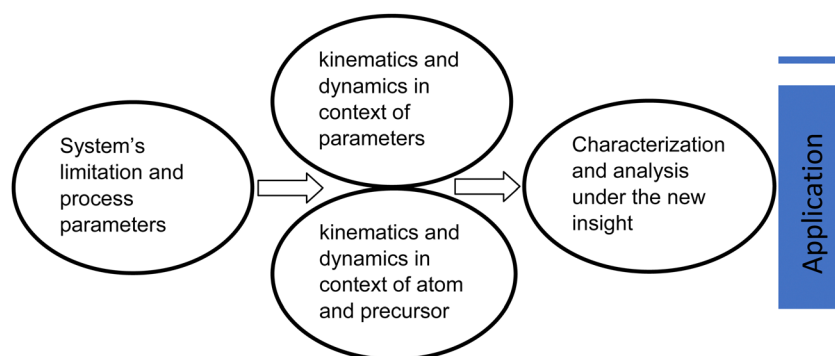 System's
limitation and
process
parameters
kinematics and
dynamics in
context of
parameters
kinematics and
dynamics in
context of atom
and precursor
Characterization
and analysis
under the new
insight
Application